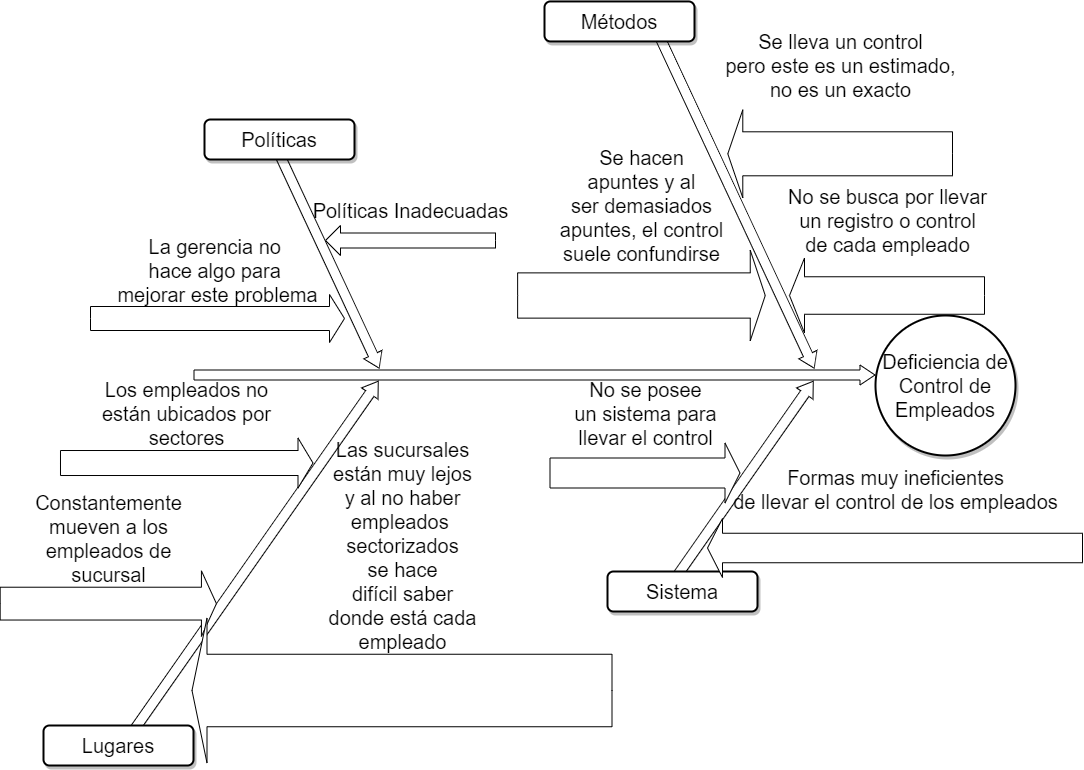 Métodos
Se lleva un control
pero este es un estimado,
no es un exacto
Políticas
Se hacen
apuntes y al
ser demasiados
apuntes, el control
suele confundirse
No se busca por llevar
un registro o control
de cada empleado
Políticas Inadecuadas
La gerencia no
hace algo para
mejorar este problema
Deficiencia de
Control de
Empleados
Los empleados no
están ubicados por
sectores
No se posee
un sistema para
llevar el control
Las sucursales
están muy lejos
y al no haber
empleados
sectorizados
se hace
difícil saber
donde está cada
empleado
Formas muy ineficientes
de llevar el control de los empleados
Constantemente
mueven a los
empleados de
sucursal
Sistema
Lugares